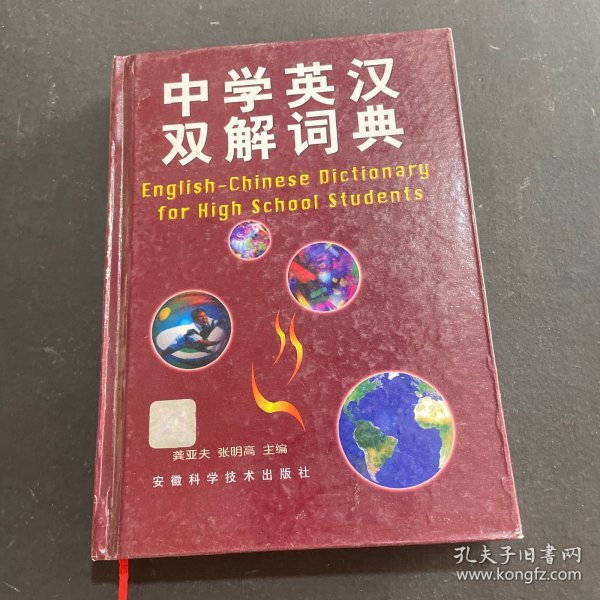 中学英汉
双解词典
English-Chinese Dictionary
for High School Students
龚亚夫 张明高 主编
安徽科学技术出版社
孔夫子旧书网
www.kongfz.com